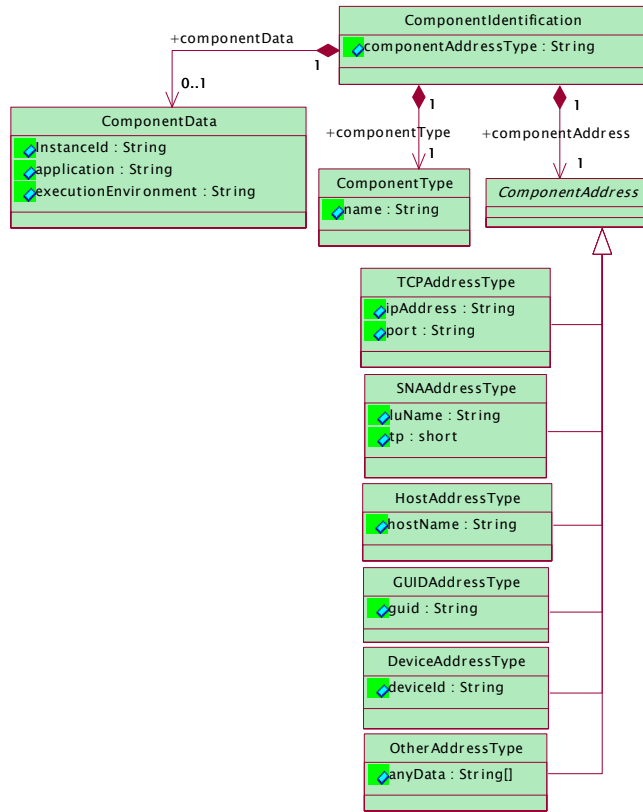 ComponentIdentification
componentAddressType : String
+componentData
1
0..1
1
1
ComponentData
InstanceId : String
application : String
executionEnvironment : String
+componentType
+componentAddress
1
1
ComponentType
name : String
ComponentAddress
TCPAddressType
ipAddress : String
port : String
SNAAddressType
luName : String
tp : short
HostAddressType
hostName : String
GUIDAddressType
guid : String
DeviceAddressType
deviceId : String
OtherAddressType
anyData : String[]